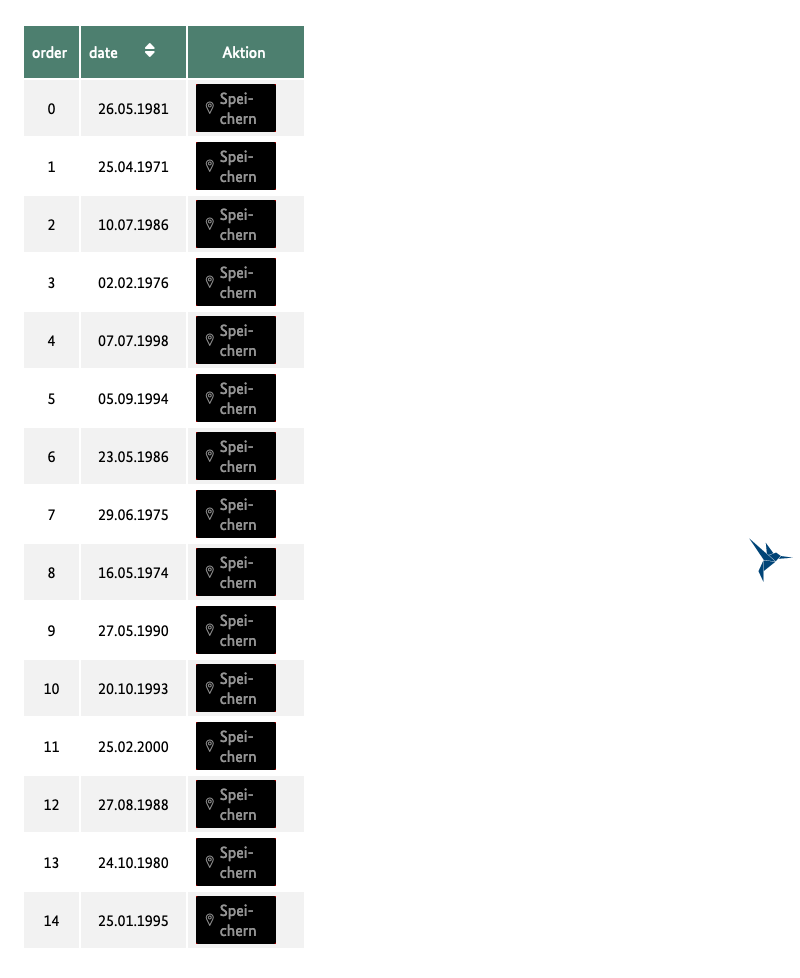 order date Aktion
0 26.05.1981 Spei-
chern
1 25.04.1971 Spei-
chern
2 10.07.1986 Spei-
chern
3 02.02.1976 Spei-
chern
4 07.07.1998 Spei-
chern
5 05.09.1994 Spei-
chern
6 23.05.1986 Spei-
chern
7 29.06.1975 Spei-
chern
8 16.05.1974 Spei-
chern
9 27.05.1990 Spei-
chern
10 20.10.1993 Spei-
chern
11 25.02.2000 Spei-
chern
12 27.08.1988 Spei-
chern
13 24.10.1980 Spei-
chern
14 25.01.1995 Spei-
chern